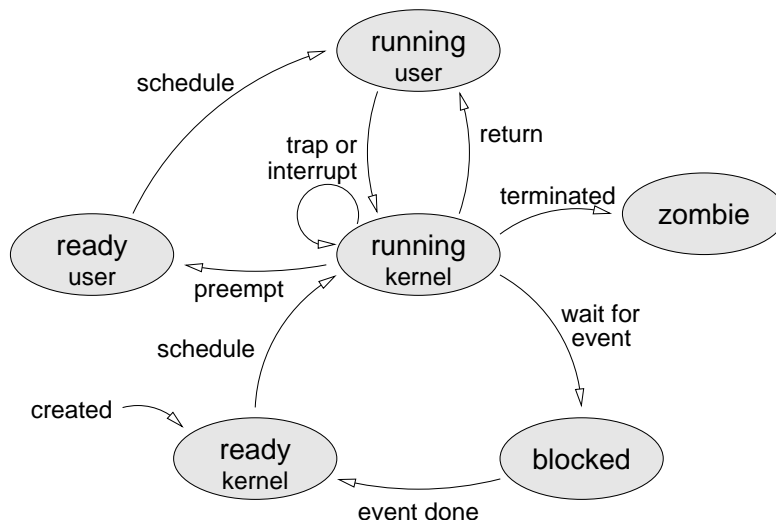 running
user
schedule
trap or
interrupt
return
terminated
zombie
ready
user
running
kernel
preempt
wait for
event
schedule
created
ready
kernel
blocked
event done